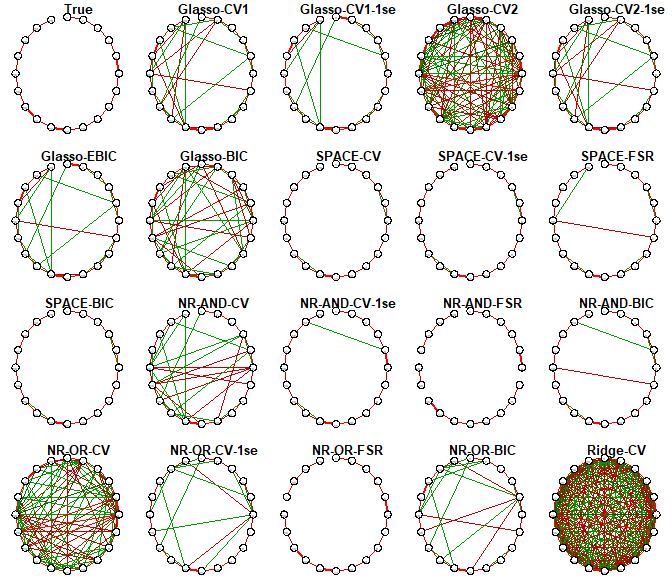 True Glasso-CV1 Glasso-CV1-1se Glasso-CV2 Glasso-CV2-1se
Glasso-EBIC Glasso-BIC SPACE-CV SPACE-CV-1se SPACE-FSR
SPACE-BIC NR-AND-CV NR-AND-CV-1se NR-AND-FSR NR-AND-BIC
NR-OR-CV NR-OR-CV-1se NR-OR-FSR NR-OR-BIC Ridge-CV